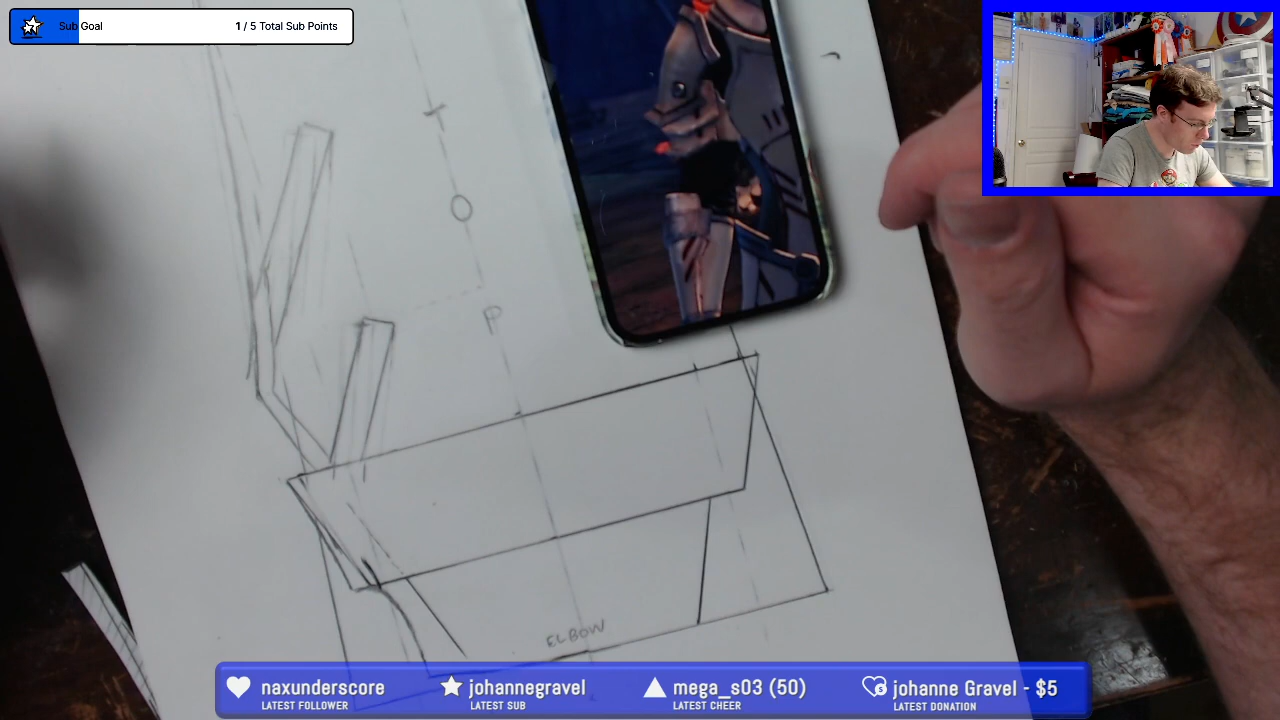 Sub Goal
1 / 5 Total Sub Points
O
P
ELBOW
naxunderscore
LATEST FOLLOWER
johannegravel
LATEST SUB
mega_s03 (50)
LATEST CHEER
johanne Gravel - $5
LATEST DONATION